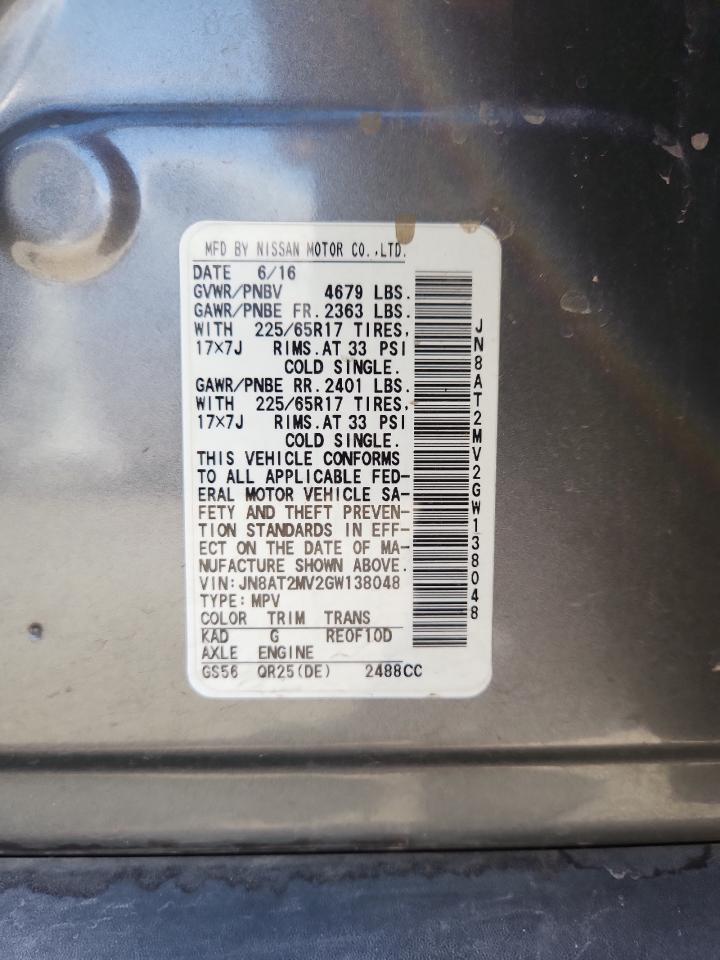 MFD BY NISSAN MOTOR CO.,LTD.
DATE 6/16
GVWR/PNBV 4679 LBS.
GAWR/PNBE FR.2363 LBS.
WITH 225/65R17 TIRES,
17×7J RIMS.AT 33 PSI
COLD SINGLE.
GAWR/PNBE RR.2401 LBS.
WITH 225/65R17 TIRES,
17×7J RIMS.AT 33 PSI
COLD SINGLE.
THIS VEHICLE CONFORMS
TO ALL APPLICABLE FED-
ERAL MOTOR VEHICLE SA-
FETY AND THEFT PREVEN-
TION STANDARDS IN EFF-
ECT ON THE DATE OF MA-
NUFACTURE SHOWN ABOVE.
VIN:JN8AT2MV2GW138048
TYPE:MPV
COLOR TRIM TRANS
KAD G RE0F10D
AXLE ENGINE
GS56 QR25(DE) 2488CC
JN8AT2MV2GW138048